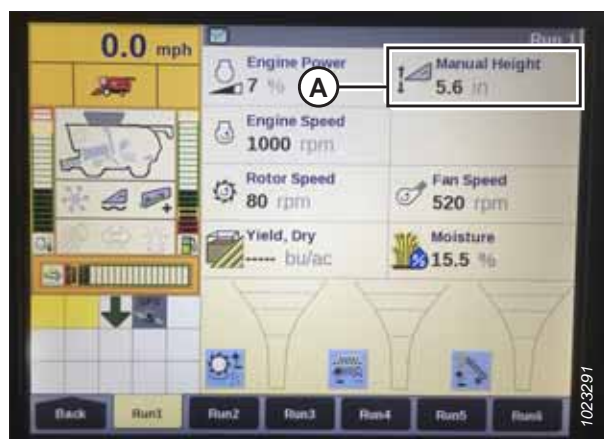 0.0 mph
Run 1
Engine Power
7 %
A
Manual Height
5.6 in
Engine Speed
1000 rpm
Rotor Speed
80 rpm
Fan Speed
520 rpm
Yield, Dry
----- bu/ac
Moisture
15.5 %
Back
Run1
Run2
Run3
Run4
Run5
Run6
1023291